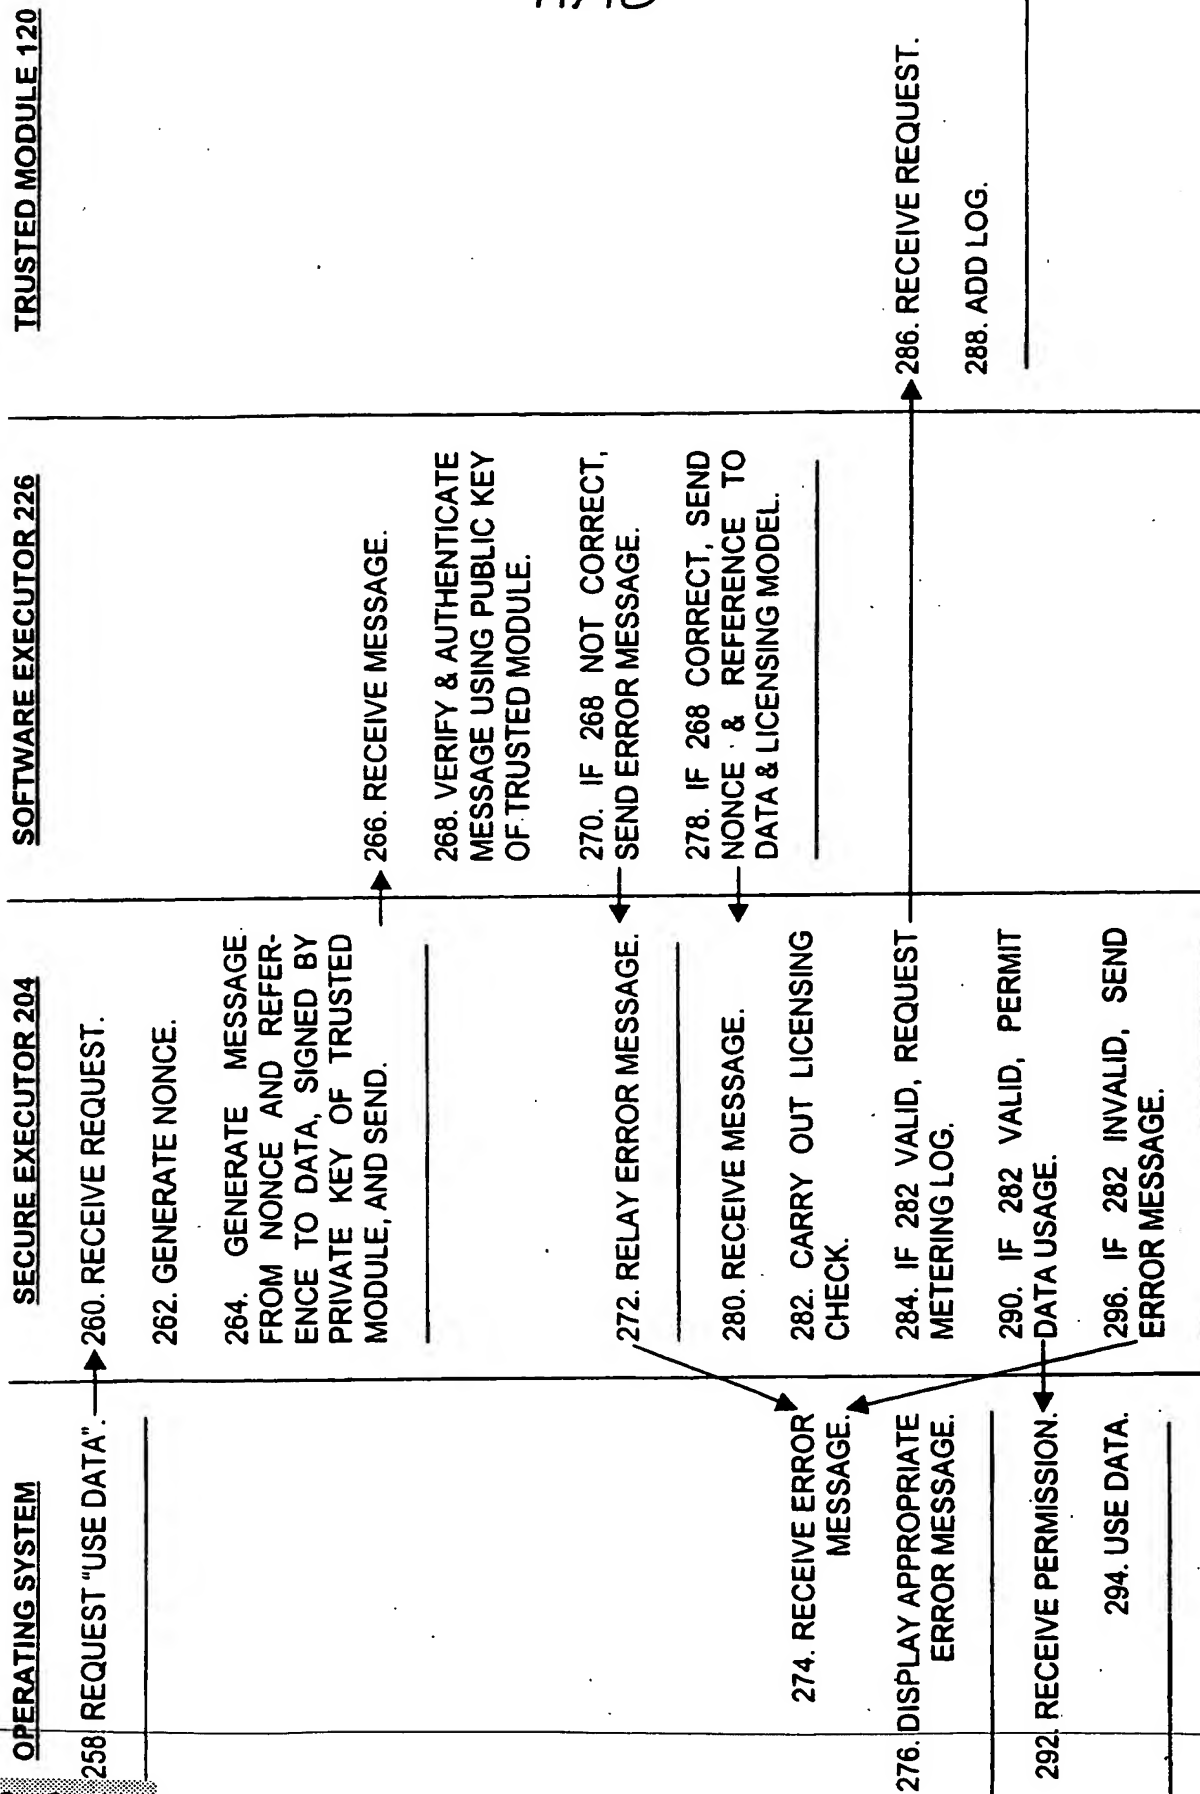 OPERATING SYSTEM
258. REQUEST "USE DATA".
274. RECEIVE ERROR
MESSAGE.
276. DISPLAY APPROPRIATE
ERROR MESSAGE.
292. RECEIVE PERMISSION.
294. USE DATA.
SECURE EXECUTOR 204
260. RECEIVE REQUEST.
262. GENERATE NONCE.
264. GENERATE MESSAGE
FROM NONCE AND REFER-
ENCE TO DATA, SIGNED BY
PRIVATE KEY OF TRUSTED
MODULE, AND SEND.
272. RELAY ERROR MESSAGE.
280. RECEIVE MESSAGE.
282. CARRY OUT LICENSING
CHECK.
284. IF 282 VALID, REQUEST
METERING LOG.
290. IF 282 VALID, PERMIT
DATA USAGE.
296. IF 282 INVALID, SEND
ERROR MESSAGE.
SOFTWARE EXECUTOR 226
266. RECEIVE MESSAGE.
268. VERIFY & AUTHENTICATE
MESSAGE USING PUBLIC KEY
OF TRUSTED MODULE.
270. IF 268 NOT CORRECT,
SEND ERROR MESSAGE.
278. IF 268 CORRECT, SEND
NONCE & REFERENCE TO
DATA & LICENSING MODEL.
TRUSTED MODULE 120
286. RECEIVE REQUEST.
288. ADD LOG.